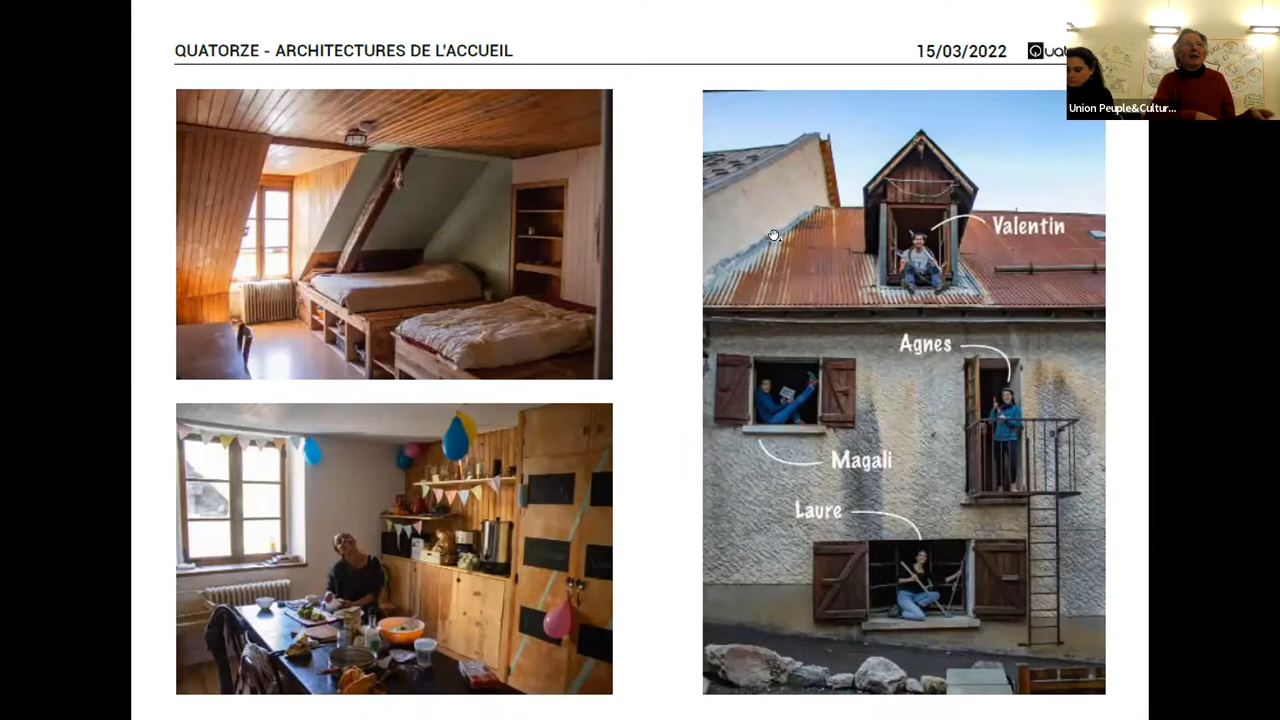 QUATORZE - ARCHITECTURES DE L'ACCUEIL
15/03/2022
Union Peuple&Cultur...
Valentin
Agnes
Magali
Laure